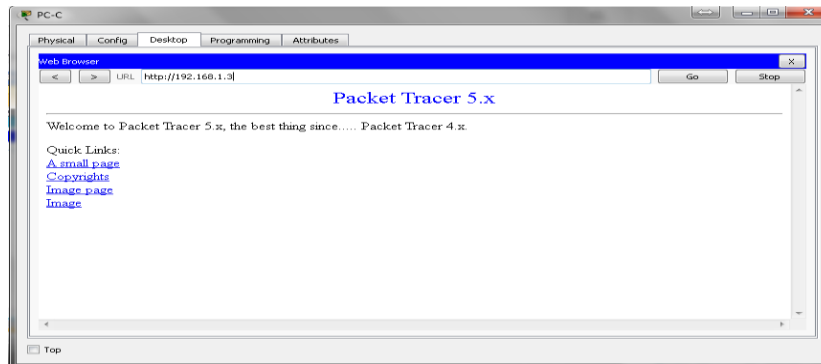 PC-C
Physical Config Desktop Programming Attributes
Web Browser X
< > URL http://192.168.1.3 Go Stop
Packet Tracer 5.x
Welcome to Packet Tracer 5.x, the best thing since..... Packet Tracer 4.x.
Quick Links:
A small page
Copyrights
Image page
Image
Top